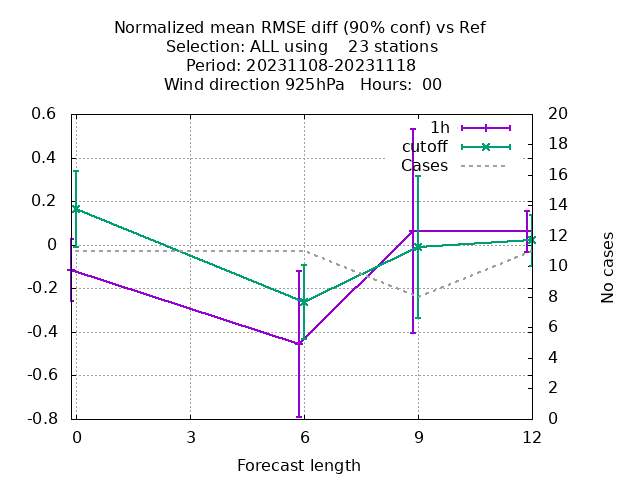 Normalized mean RMSE diff (90% conf) vs Ref
Selection: ALL using    23 stations
Period: 20231108-20231118
Wind direction 925hPa   Hours:  00
0.6
0.4
0.2
0
-0.2
-0.4
-0.6
-0.8
20
18
16
14
12
10
8
6
4
2
0
1h
cutoff
Cases
No cases
0 3 6 9 12
Forecast length